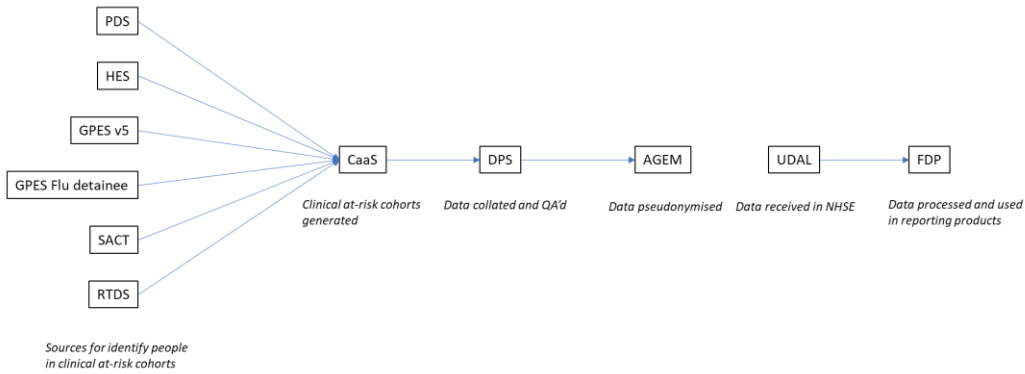 PDS
HES
GPES v5
GPES Flu detainee
SACT
RTDS
Sources for identify people
in clinical at-risk cohorts
CaaS
Clinical at-risk cohorts
generated
DPS
Data collated and QA'd
AGEM
Data pseudonymised
UDAL
Data received in NHSE
FDP
Data processed and used
in reporting products